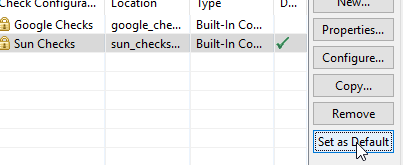 Check Configura... Location Type D...
Google Checks google_che... Built-In Co...
Sun Checks sun_checks... Built-In Co...
New...
Properties...
Configure...
Copy...
Remove
Set as Default